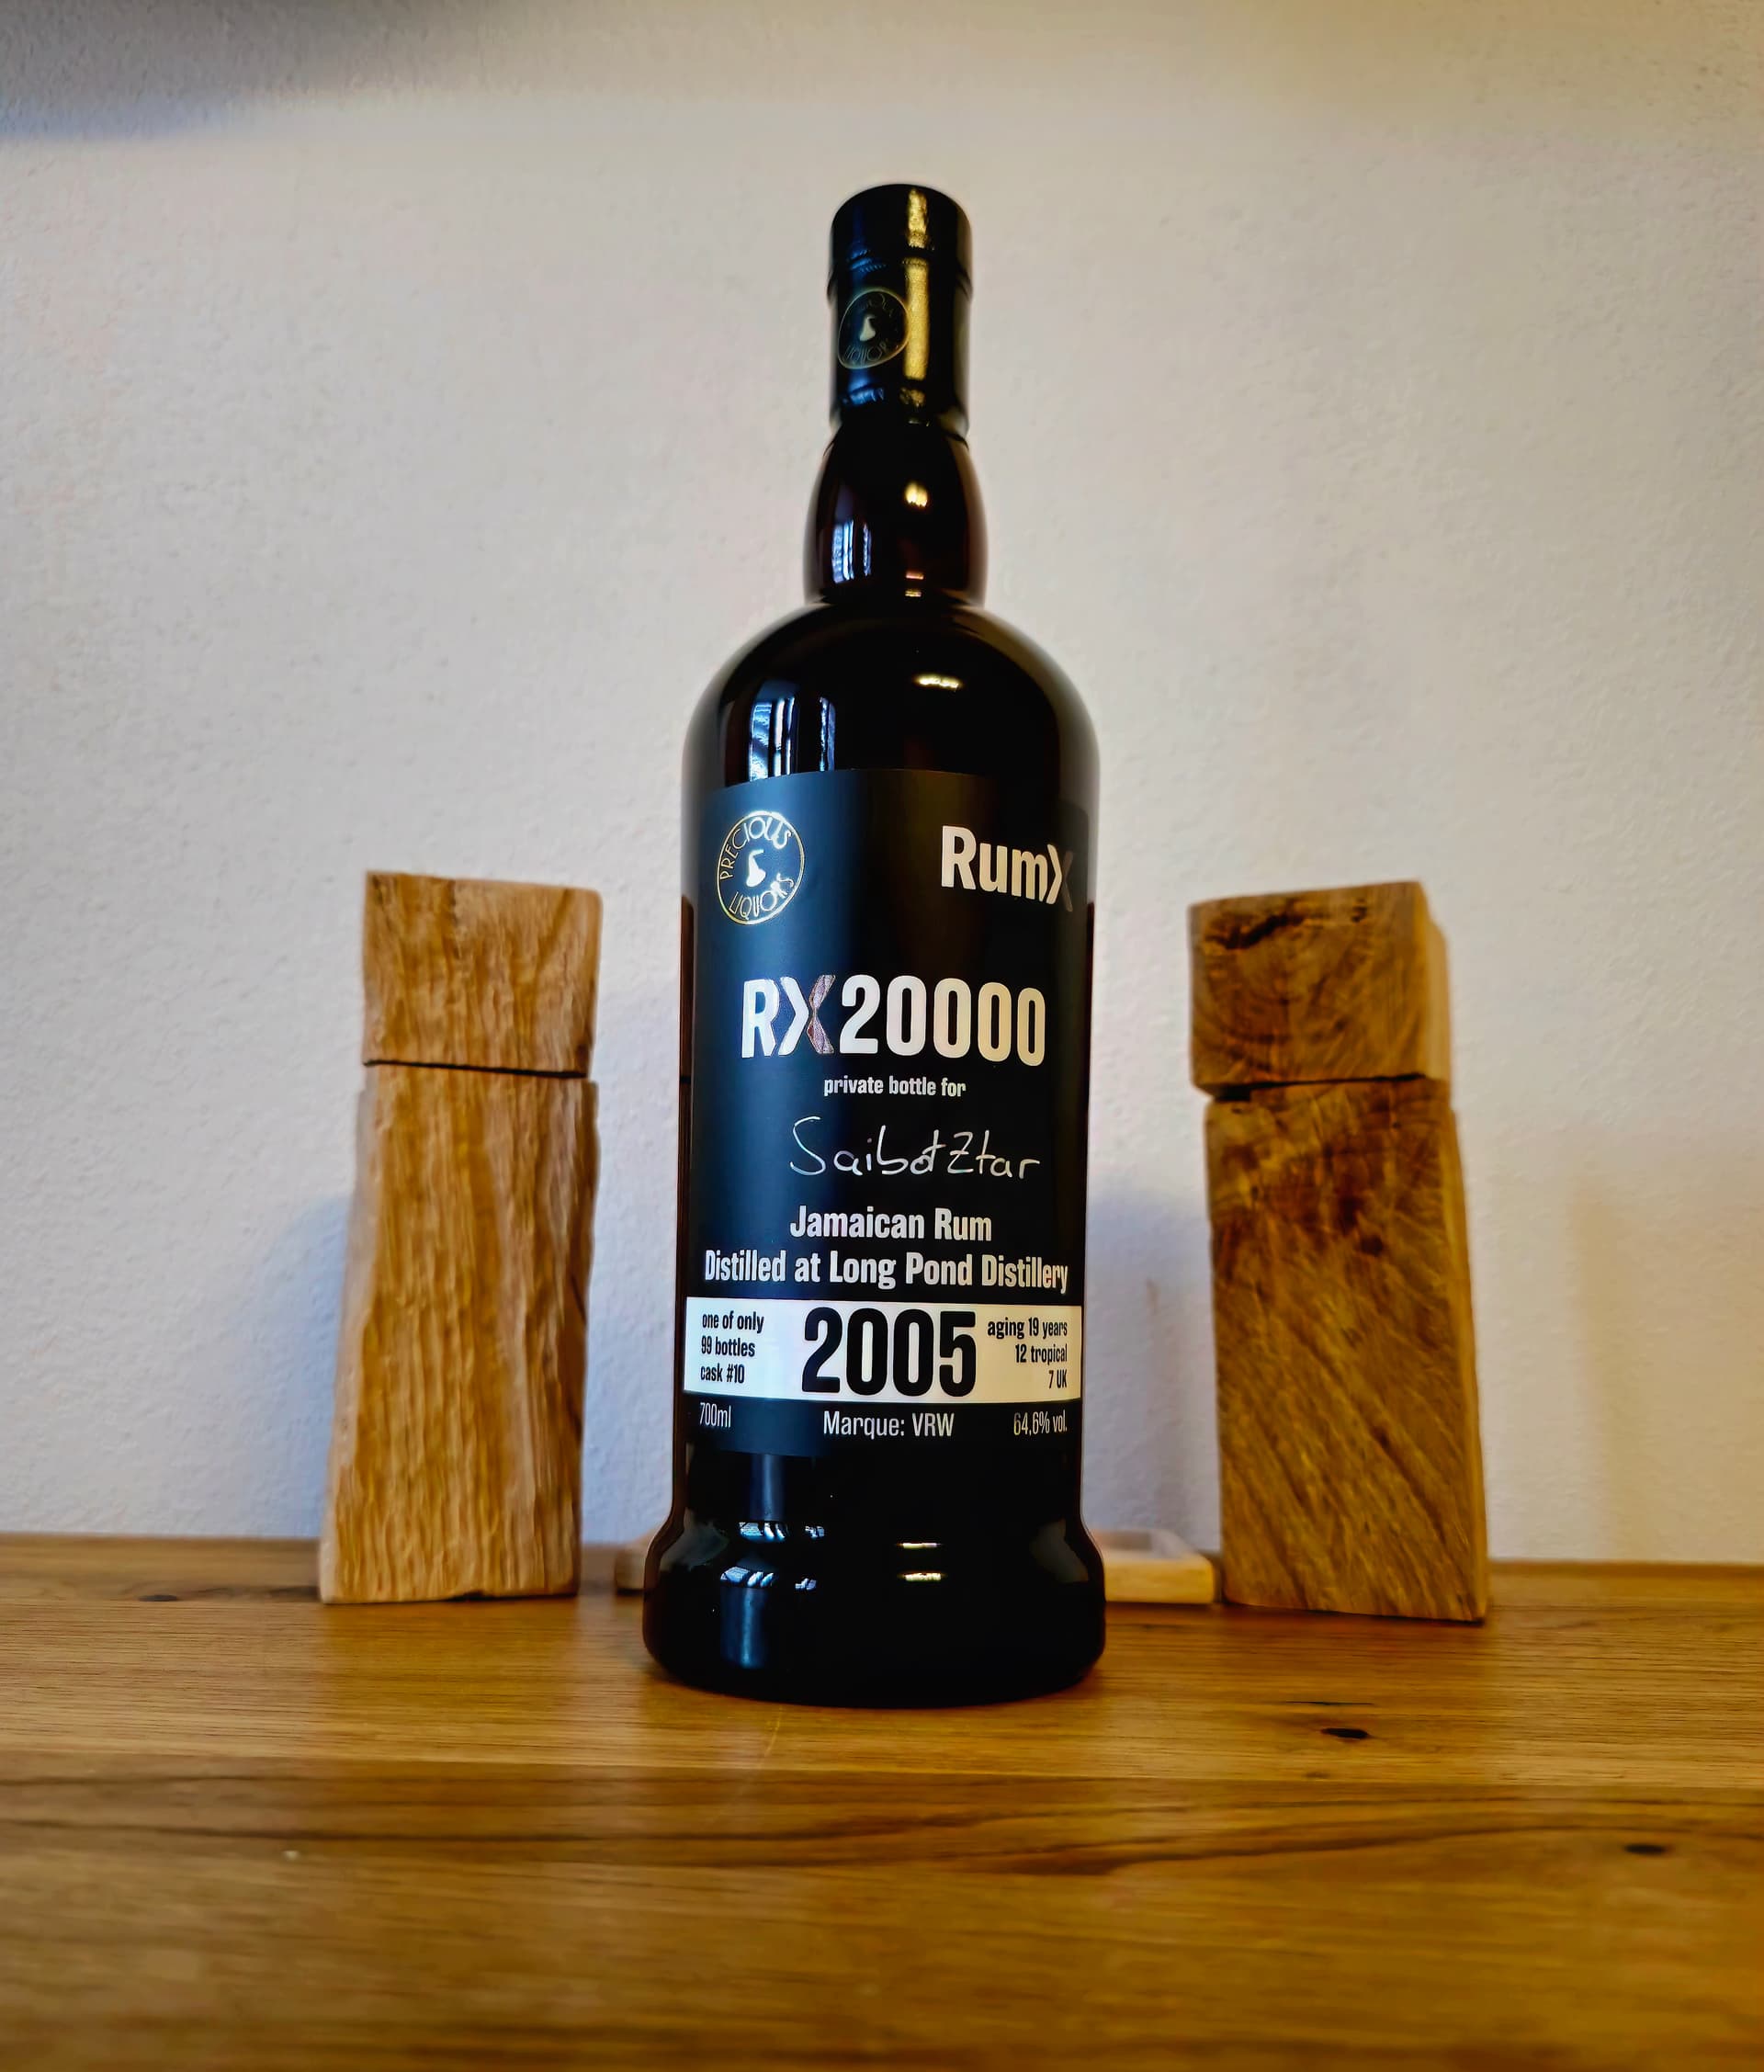 PRECIOUS LIQUORS
RumX
RX20000
private bottle for
SaibotZtar
Jamaican Rum
Distilled at Long Pond Distillery
one of only
99 bottles
cask #10
2005
aging 19 years
12 tropical
7 UK
700ml
Marque: VRW
64,6% vol.